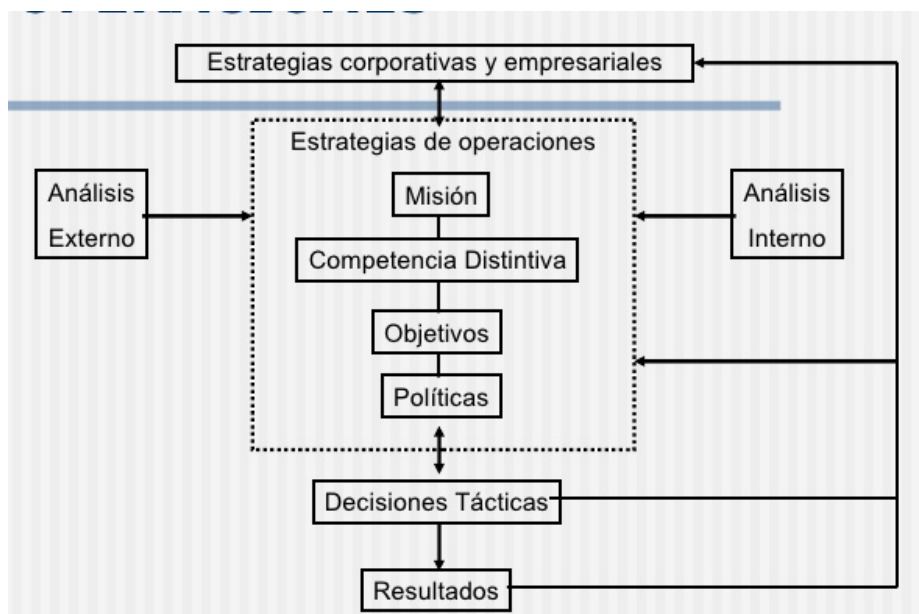 Estrategias corporativas y empresariales
Estrategias de operaciones
Análisis
Externo
Misión
Análisis
Interno
Competencia Distintiva
Objetivos
Políticas
Decisiones Tácticas
Resultados